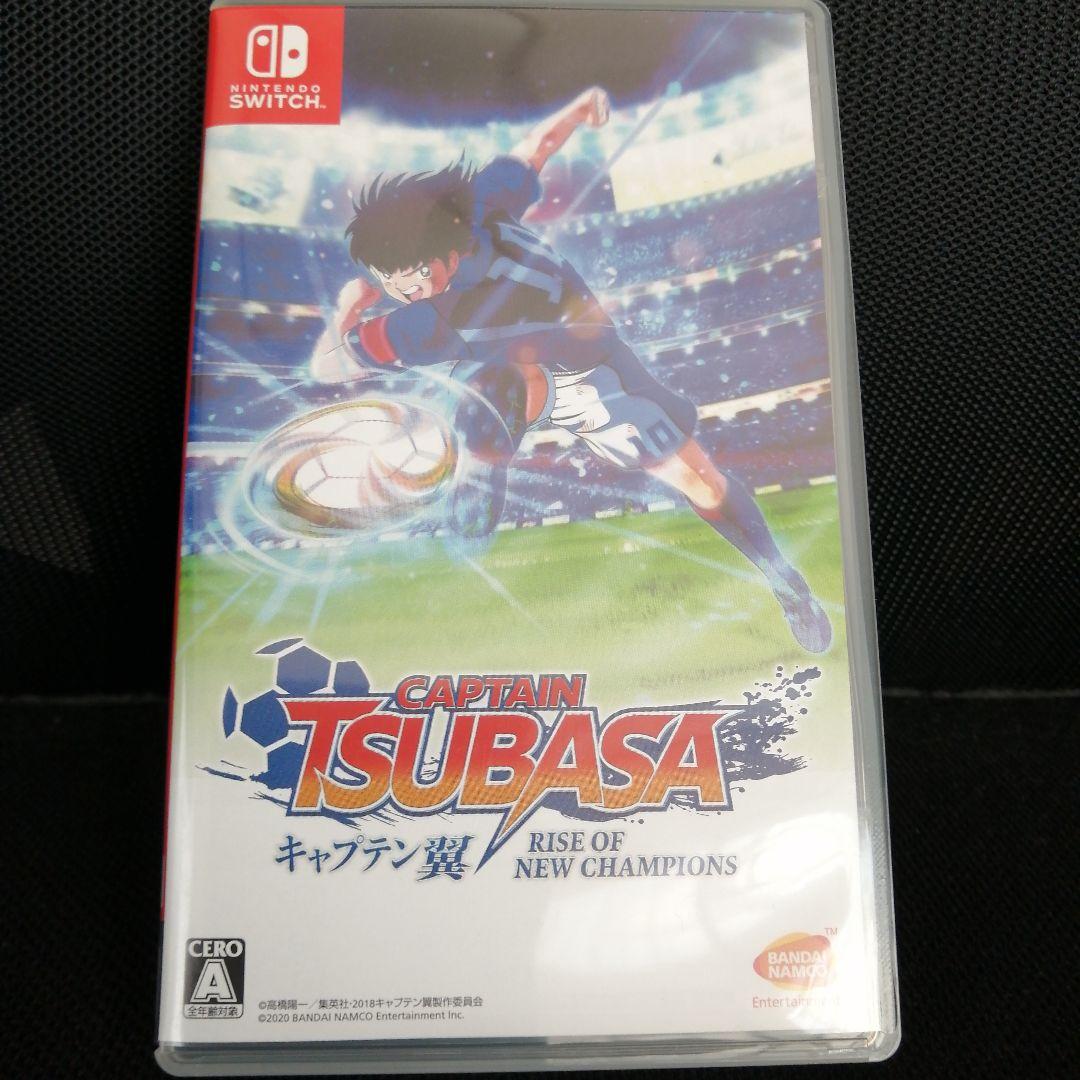 NINTENDO
SWITCH™
CAPTAIN
TSUBASA
キャプテン翼
RISE OF
NEW CHAMPIONS
CERO
A
全年齢対象
©高橋陽一／集英社・2018キャプテン翼製作委員会
©2020 BANDAI NAMCO Entertainment Inc.
TM
BANDAI
NAMCO
Entertainment